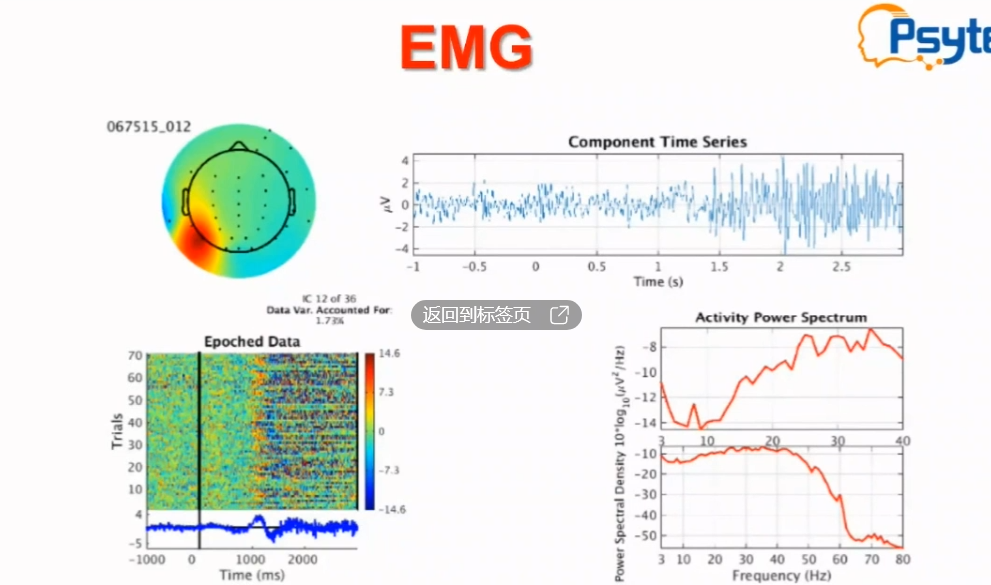 EMG
Psyte
067515_012
Component Time Series
4
2
0
-2
-4
μV
-1 -0.5 0 0.5 1 1.5 2 2.5
Time (s)
IC 12 of 36
Data Var. Accounted For:
1.73%
返回到标签页
Epoched Data
70
60
50
40
30
20
10
Trials
14.6
7.3
0
-7.3
-14.6
4
-5
-1000 0 1000 2000
Time (ms)
Activity Power Spectrum
-8
-10
-12
-14
3 10 20 30 40
Power Spectral Density 10*log10(μV2/Hz)
-10
-20
-30
-40
-50
3 10 20 30 40 50 60 70 80
Frequency (Hz)